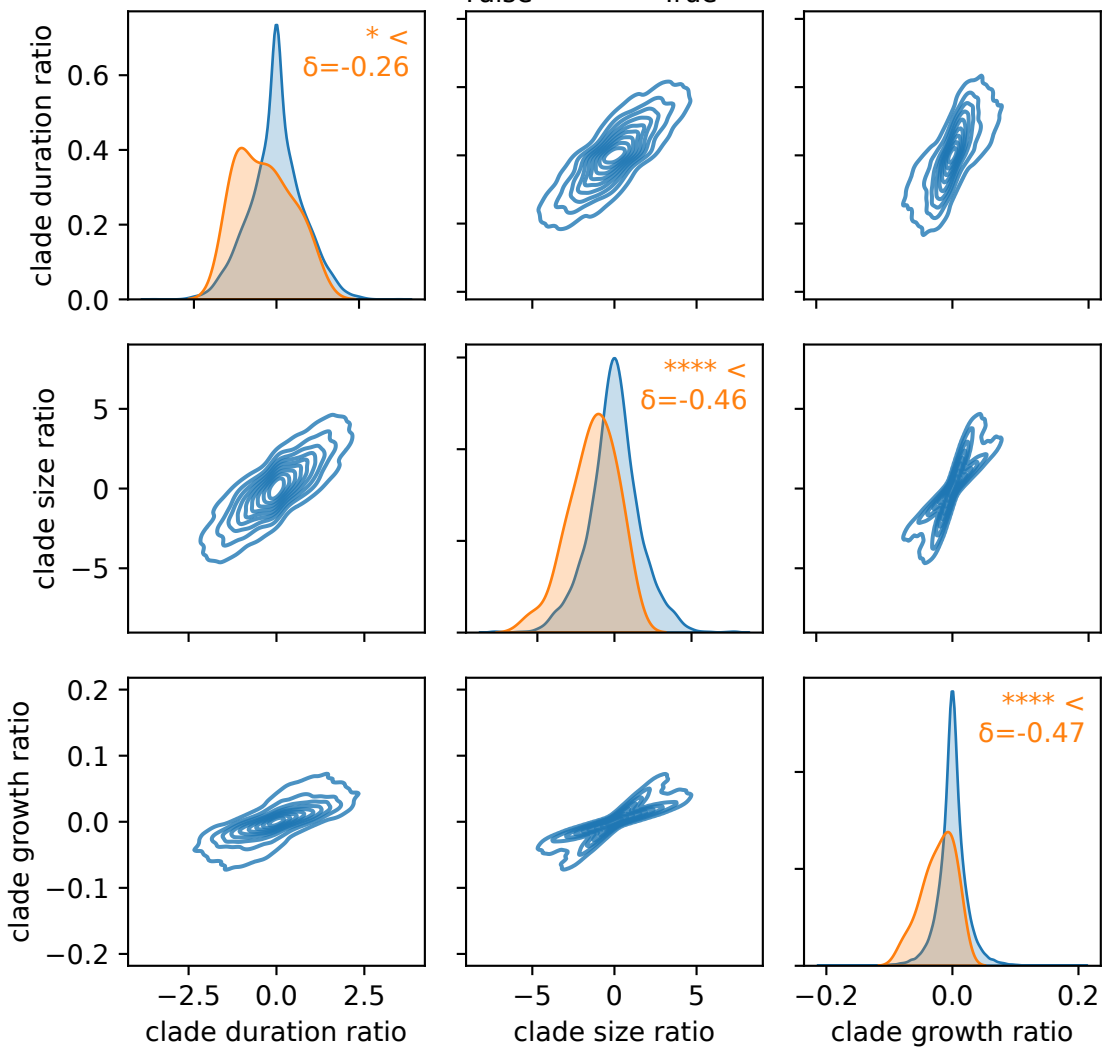 clade duration ratio
0.6
0.4
0.2
0.0
* <
δ=-0.26
clade size ratio
5
0
−5
**** <
δ=-0.46
clade growth ratio
0.2
0.1
0.0
−0.1
−0.2
**** <
δ=-0.47
−2.5 0.0 2.5
−5 0 5
−0.2 0.0 0.2
clade duration ratio
clade size ratio
clade growth ratio